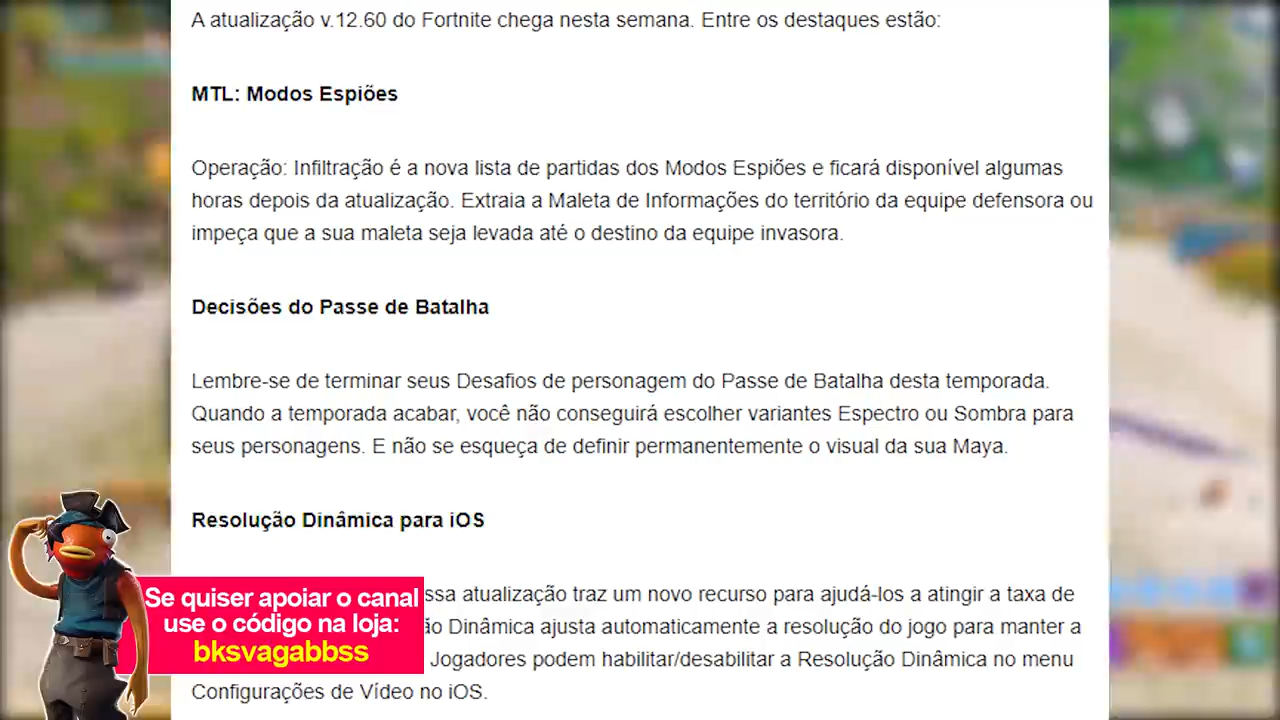 A atualização v.12.60 do Fortnite chega nesta semana. Entre os destaques estão:
MTL: Modos Espiões
Operação: Infiltração é a nova lista de partidas dos Modos Espiões e ficará disponível algumas
horas depois da atualização. Extraia a Maleta de Informações do território da equipe defensora ou
impeça que a sua maleta seja levada até o destino da equipe invasora.
Decisões do Passe de Batalha
Lembre-se de terminar seus Desafios de personagem do Passe de Batalha desta temporada.
Quando a temporada acabar, você não conseguirá escolher variantes Espectro ou Sombra para
seus personagens. E não se esqueça de definir permanentemente o visual da sua Maya.
Resolução Dinâmica para iOS
ssa atualização traz um novo recurso para ajudá-los a atingir a taxa de
ão Dinâmica ajusta automaticamente a resolução do jogo para manter a
Jogadores podem habilitar/desabilitar a Resolução Dinâmica no menu
Configurações de Vídeo no iOS.
Se quiser apoiar o canal
use o código na loja:
bksvagabbss